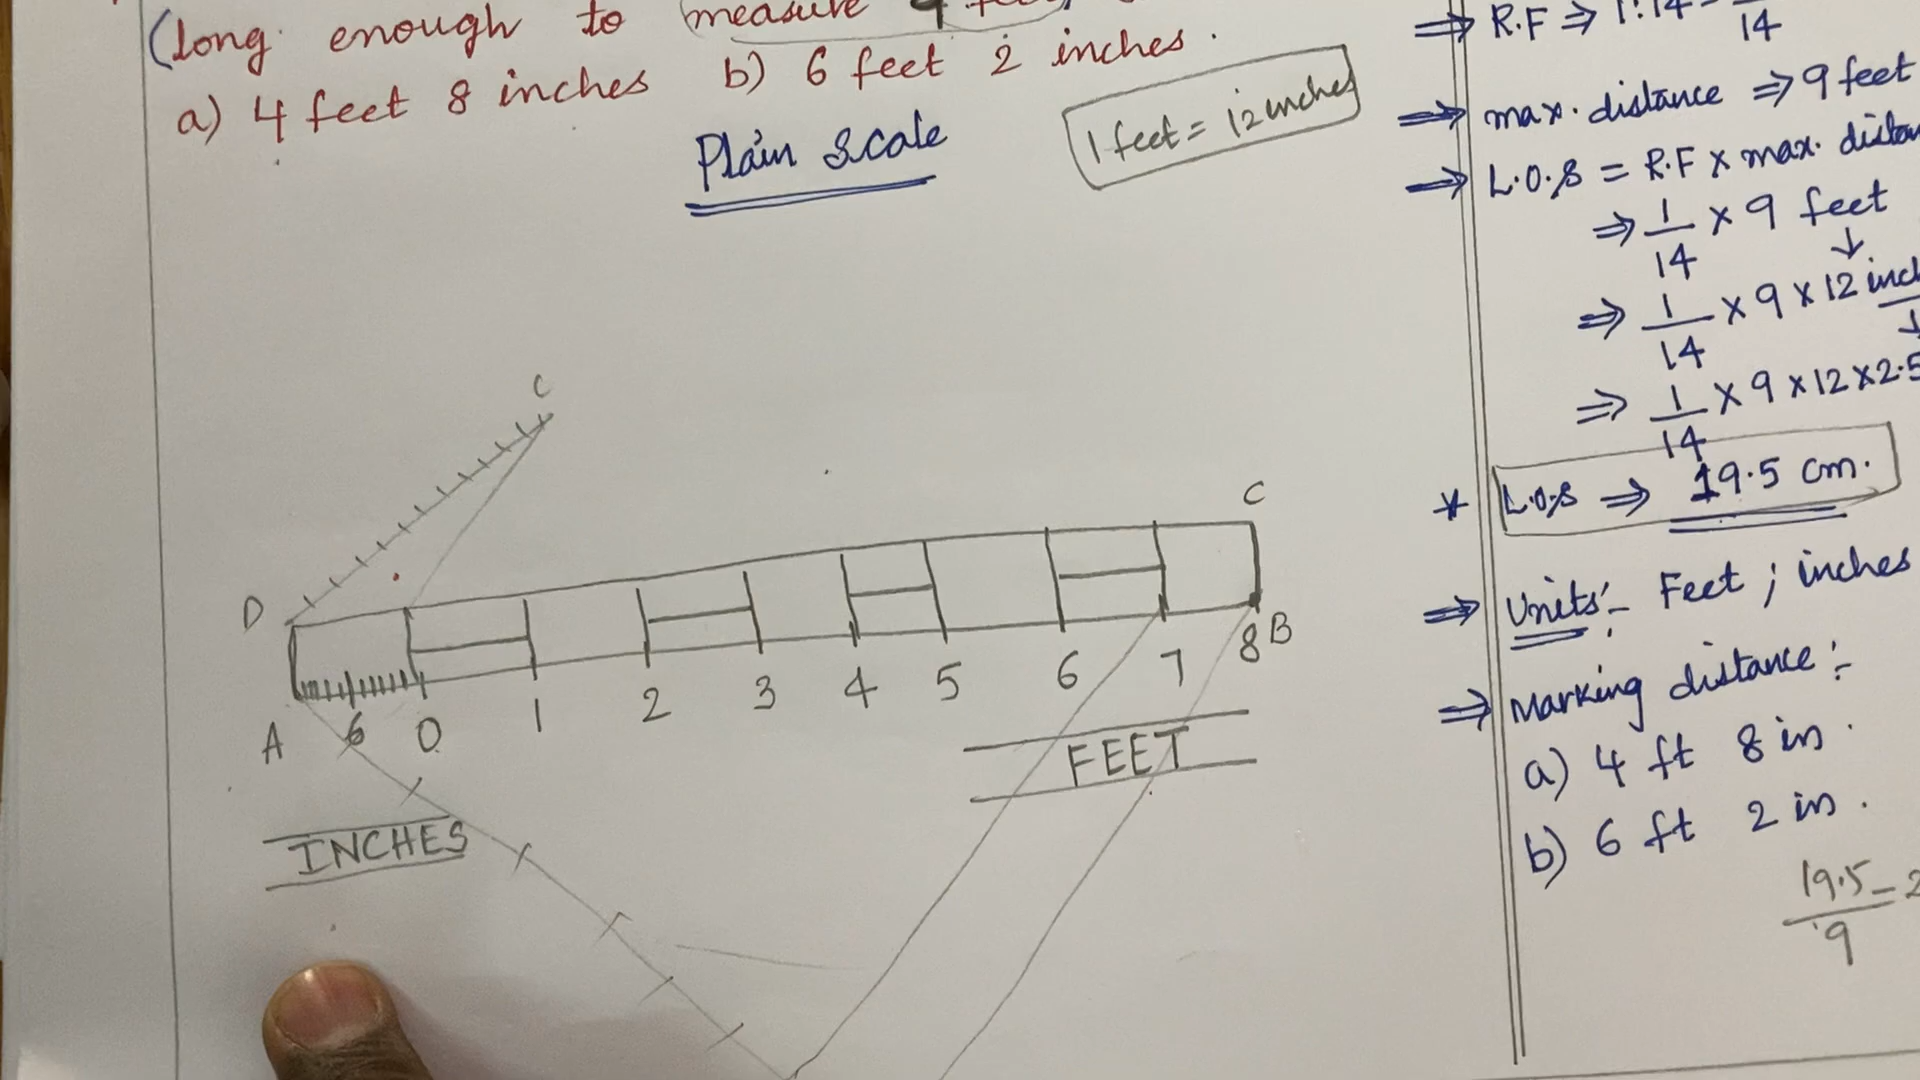 (long enough to (measure 9 feet)
a) 4 feet 8 inches b) 6 feet 2 inches.
Plain Scale
1 feet = 12 inches
C
D
C
A 6 0 1 2 3 4 5 6 7 8 B
FEET
INCHES
⇒ R.F ⇒ 1:14 =
14
⇒ max. distance ⇒ 9 feet
⇒ L.O.S = R.F × max.
⇒ 1/14 × 9 feet
↓
⇒ 1/14 × 9 × 12
↓
⇒ 1/14 × 9 × 12 ×
* L.O.S ⇒ 19.5 cm.
⇒ Units:- Feet ; inches
⇒ Marking distance :-
a) 4 ft 8 in .
b) 6 ft 2 in .
19.5/9